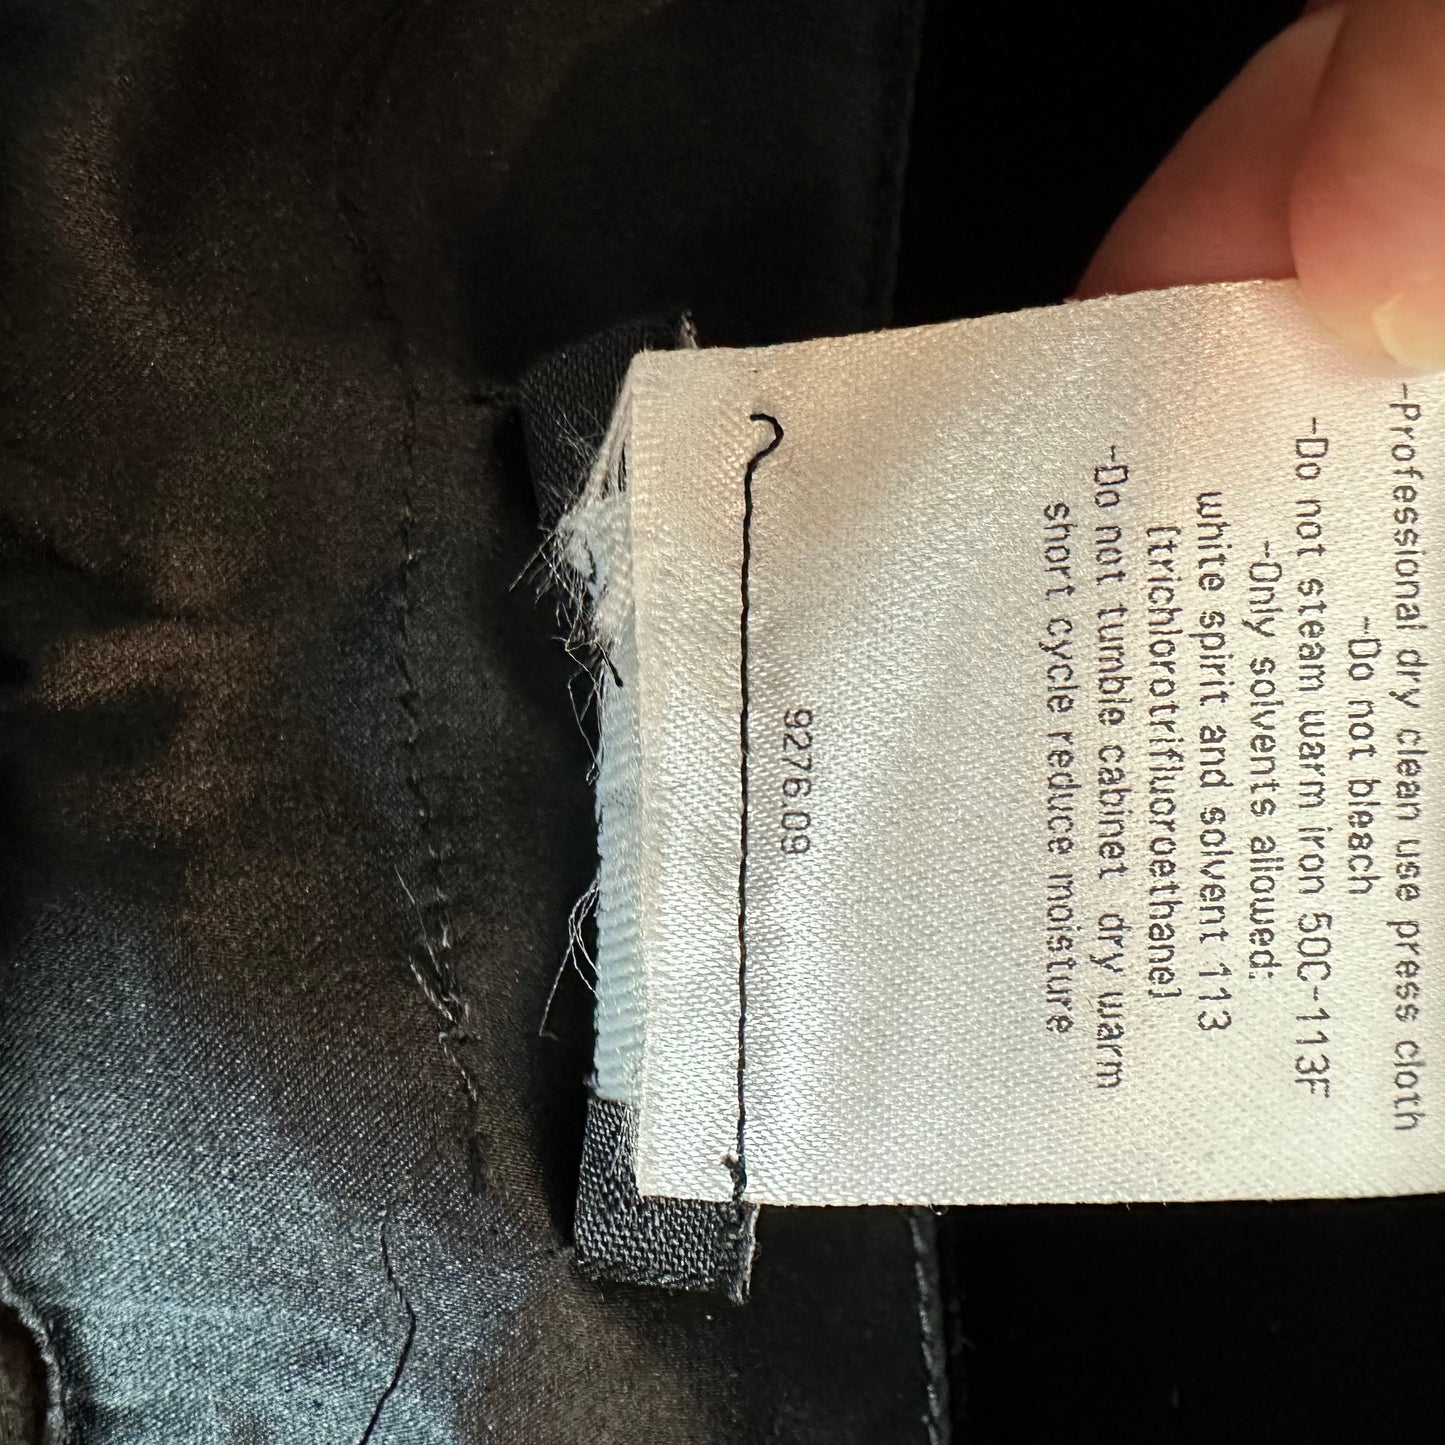 -Professional dry clean use press cloth
-Do not bleach
-Do not steam warm iron 50C-113F
-Only solvents allowed:
white spirit and solvent 113
(trichlorotrifluoroethane)
-Do not tumble cabinet dry warm
short cycle reduce moisture
9276.09